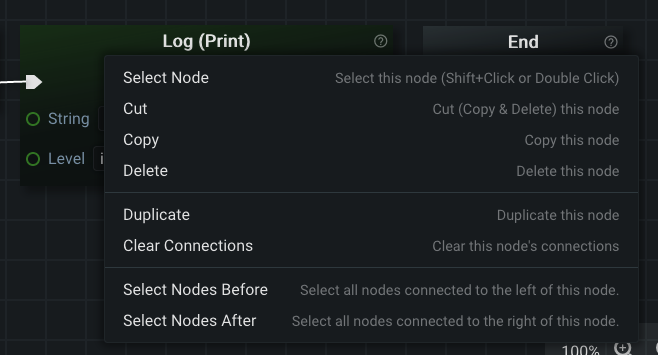 Log (Print) End
Select Node Select this node (Shift+Click or Double Click)
Cut Cut (Copy & Delete) this node
String
Copy Copy this node
Level i
Delete Delete this node
Duplicate Duplicate this node
Clear Connections Clear this node's connections
Select Nodes Before Select all nodes connected to the left of this node.
Select Nodes After Select all nodes connected to the right of this node.
100%